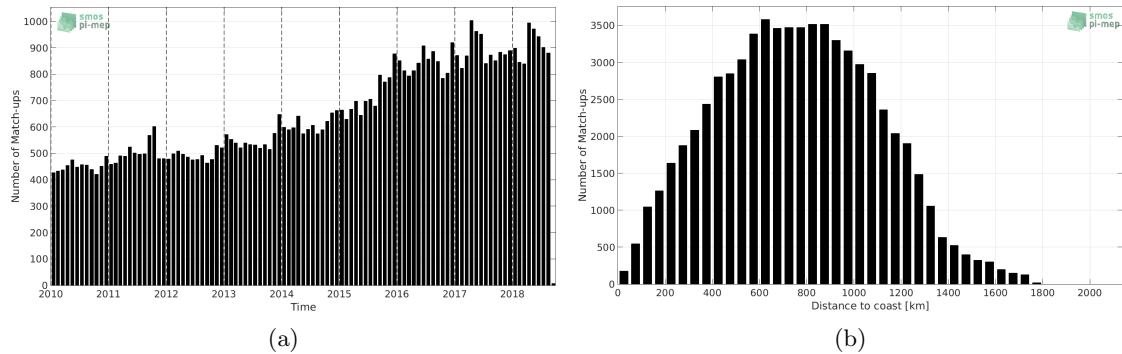 smos
pi-mep
1000
900
800
700
600
500
400
300
200
100
0
Number of Match-ups
2010 2011 2012 2013 2014 2015 2016 2017 2018
Time
(a)
smos
pi-mep
3500
3000
2500
2000
1500
1000
500
0
Number of Match-ups
0 200 400 600 800 1000 1200 1400 1600 1800 2000
Distance to coast [km]
(b)